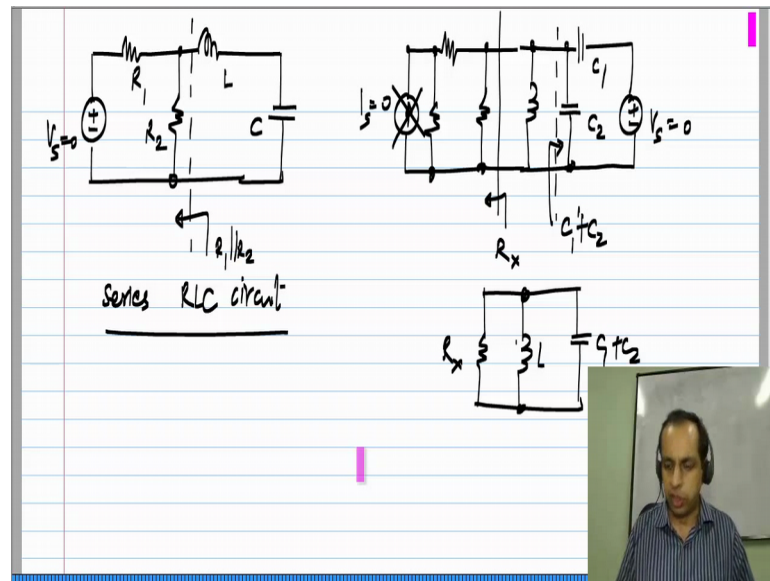 R₁
L
Vₛ=0
R₂
C
R₁||R₂
Series RLC circuit
Iₛ=0
C₁
C₂
Vₛ=0
Rₓ
C₁+C₂
Rₓ
L
C₁+C₂